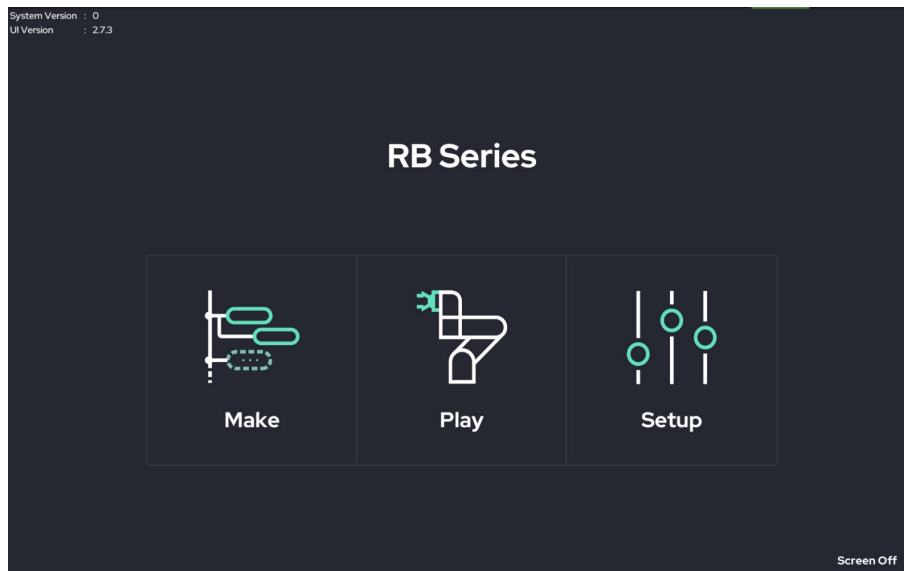 System Version : 0
UI Version : 2.7.3
RB Series
Make
Play
Setup
Screen Off